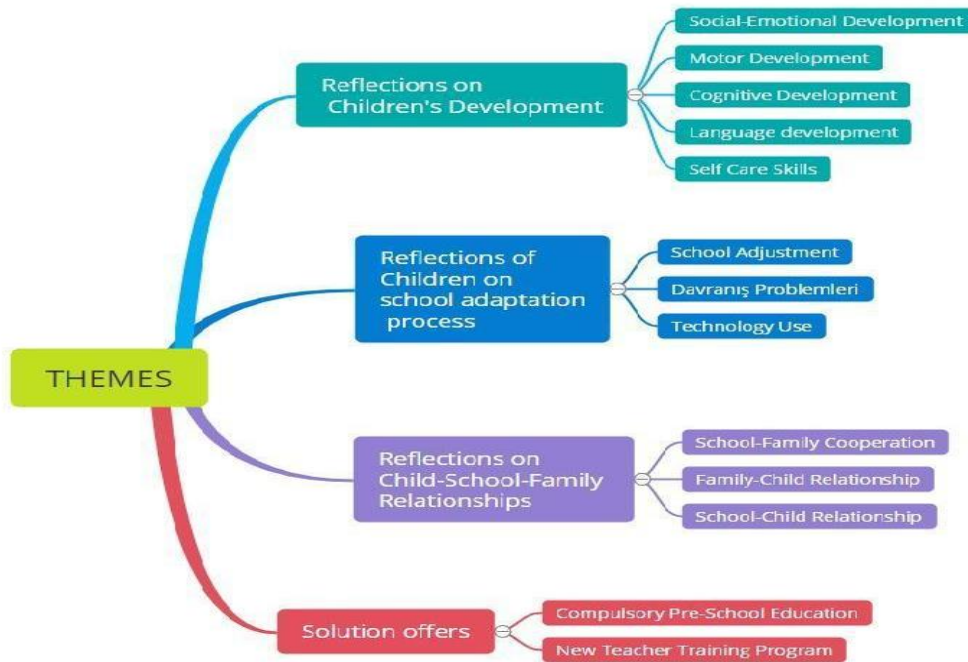 THEMES
Reflections on
Children's Development
Social-Emotional Development
Motor Development
Cognitive Development
Language development
Self Care Skills
Reflections of
Children on
school adaptation
process
School Adjustment
Davranış Problemleri
Technology Use
Reflections on
Child-School-Family
Relationships
School-Family Cooperation
Family-Child Relationship
School-Child Relationship
Solution offers
Compulsory Pre-School Education
New Teacher Training Program